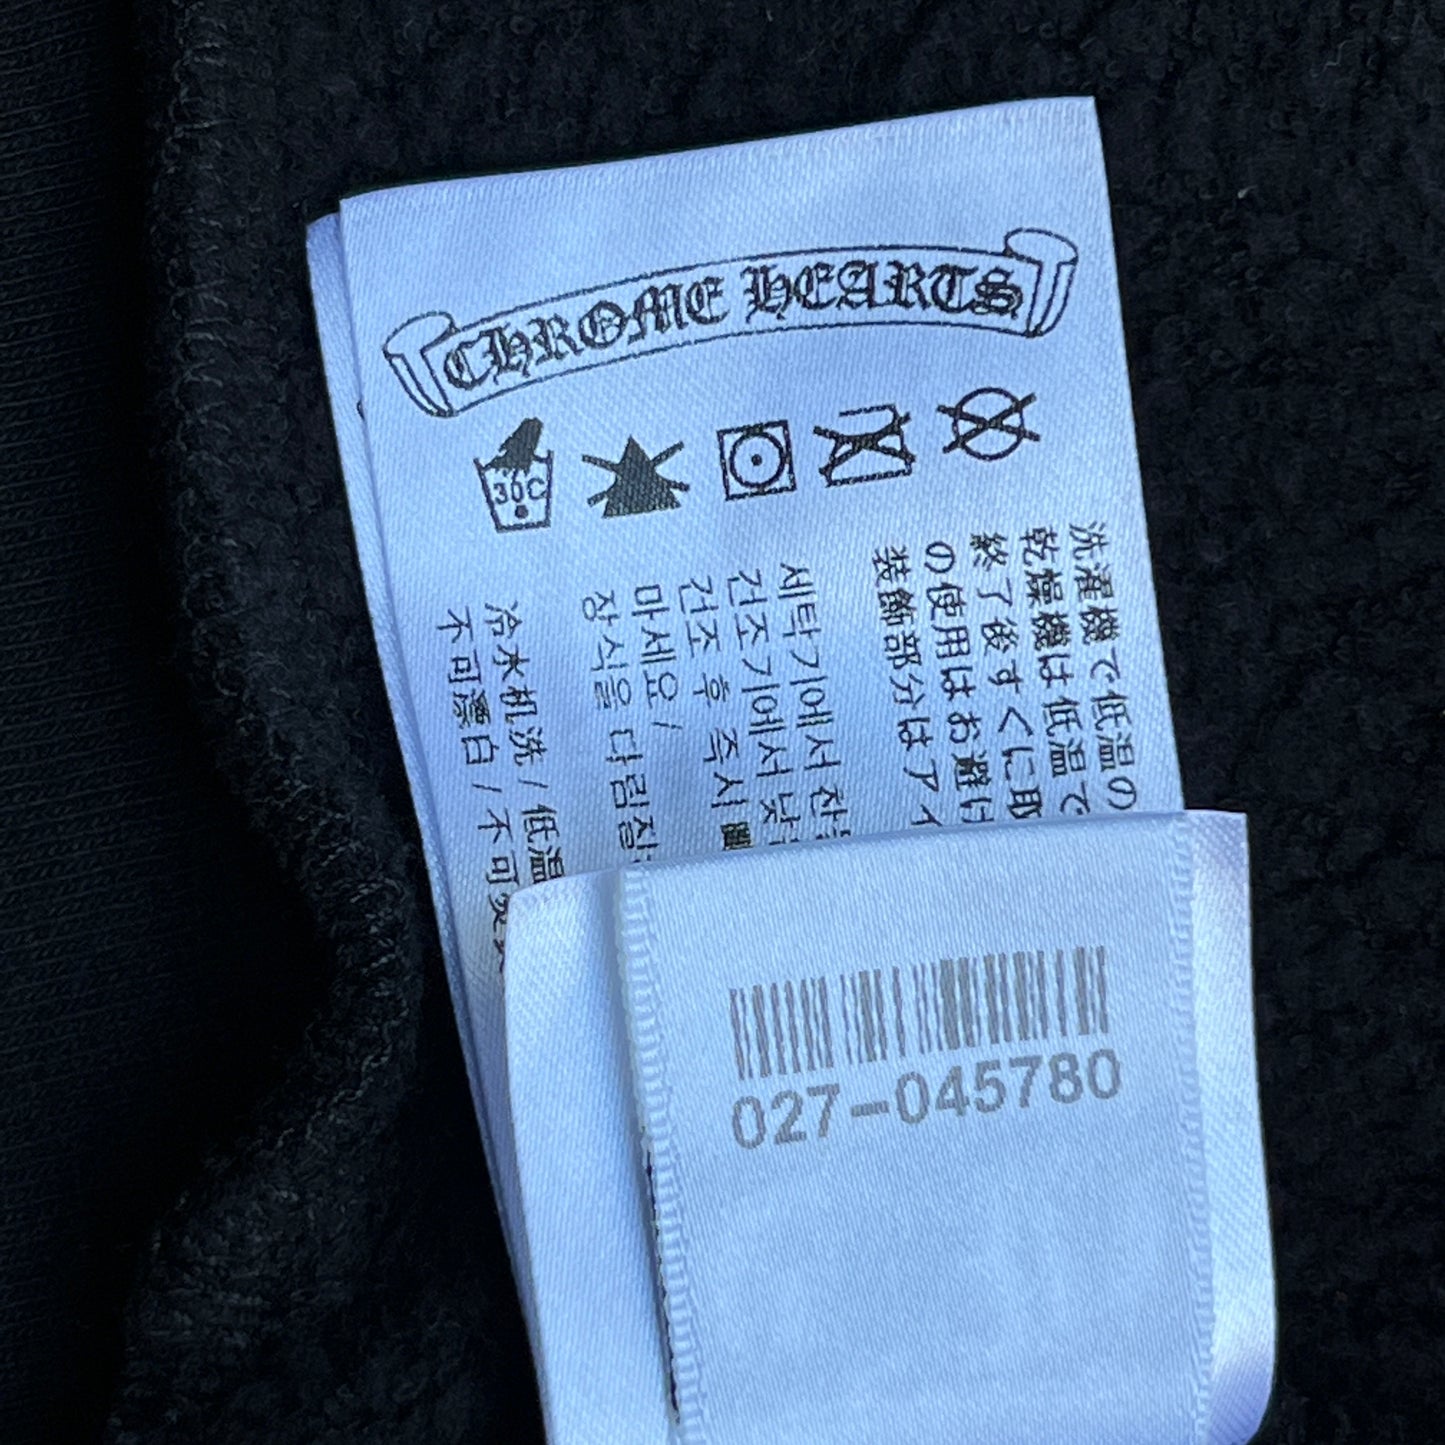 CHROME HEARTS
30C
洗濯機で低温の
乾燥機は低温で
終了後すぐに取
の使用はお避け
装飾部分はアイ
세탁기에서 찬
건조기에서 낮
건조 후 즉시
마세요 /
장식을 다림질
冷水机洗 / 低温
不可漂白 / 不可
027-045780